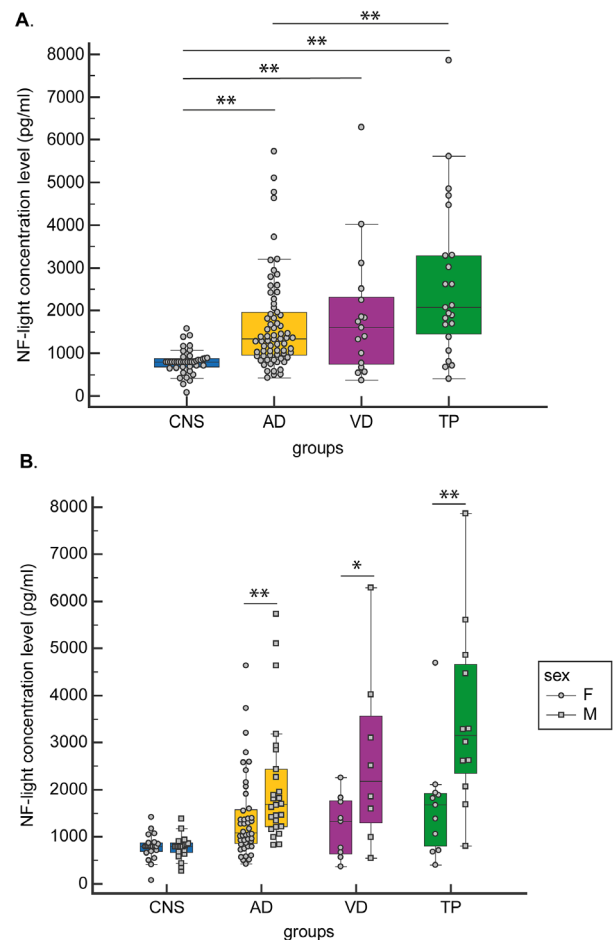 A.
**
**
**
**
8000
7000
6000
5000
4000
3000
2000
1000
0
NF-light concentration level (pg/ml)
CNS AD VD TP
groups
B.
**
*
**
8000
7000
6000
5000
4000
3000
2000
1000
0
NF-light concentration level (pg/ml)
CNS AD VD TP
groups
sex
F
M